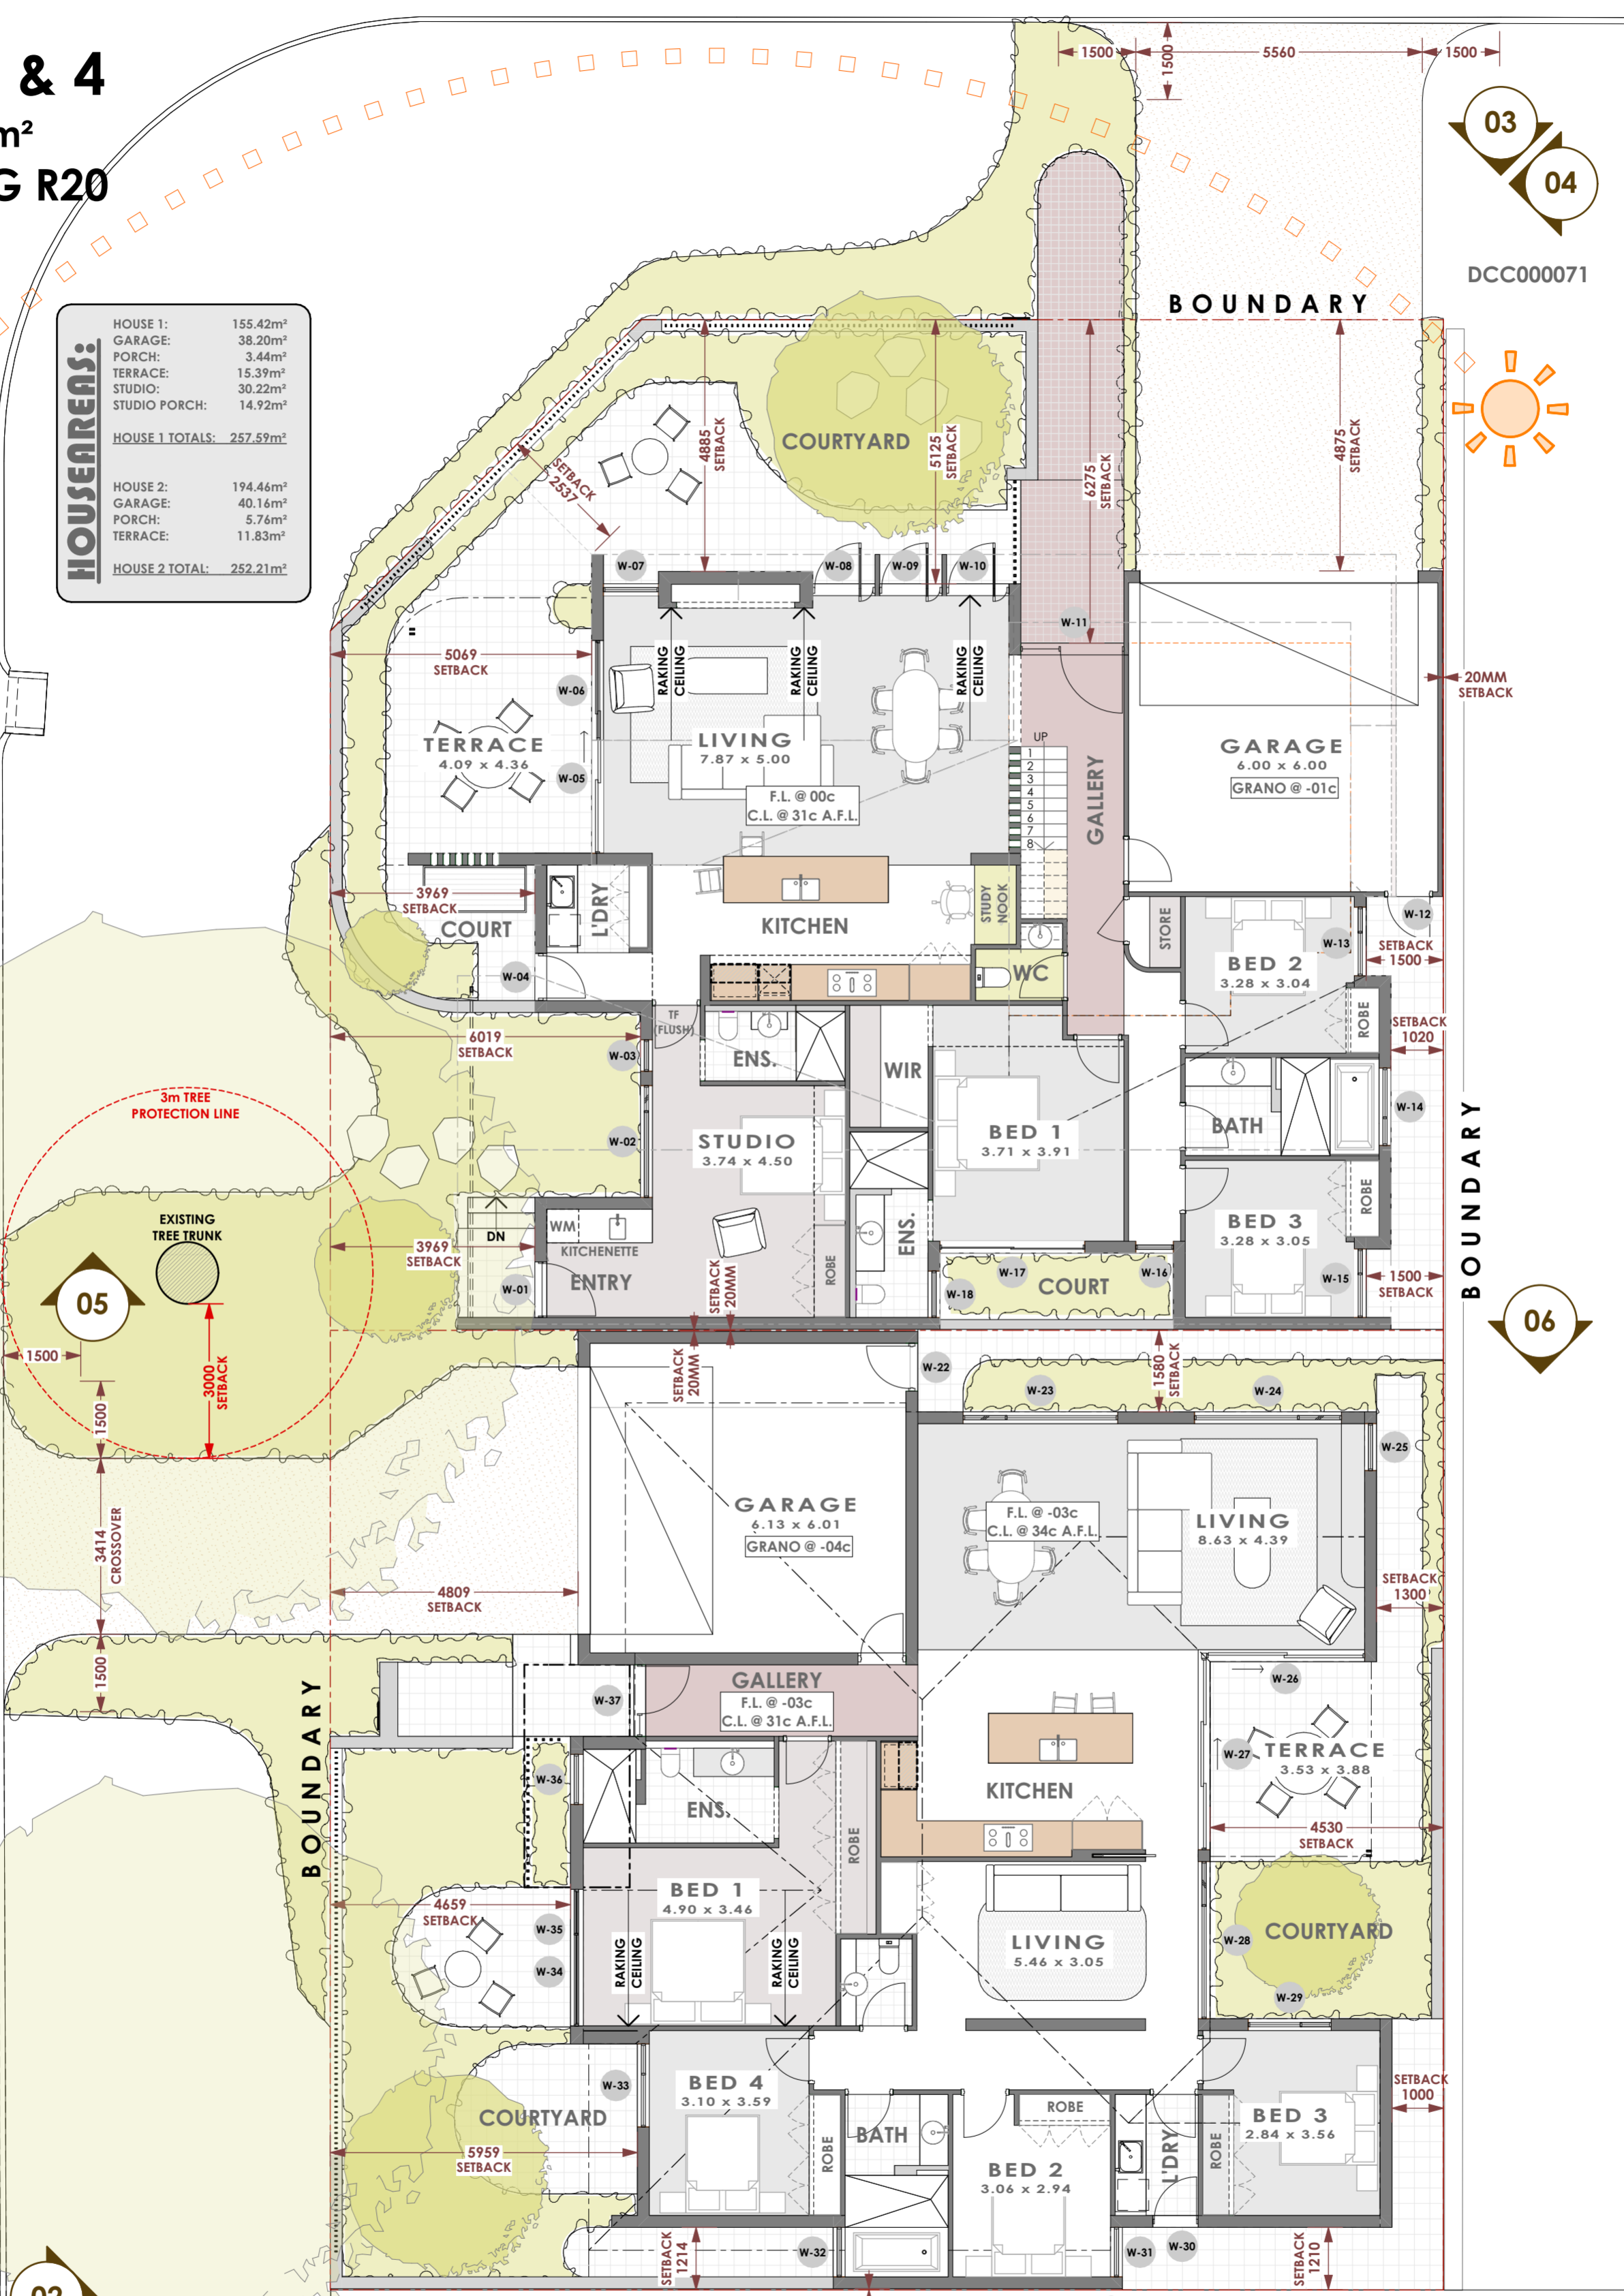 & 4
m²
G R20
1500
5560
1500
1500
03
04
DCC000071
BOUNDARY
HOUSEAREAS:
HOUSE 1: 155.42m²
GARAGE: 38.20m²
PORCH: 3.44m²
TERRACE: 15.39m²
STUDIO: 30.22m²
STUDIO PORCH: 14.92m²
HOUSE 1 TOTALS: 257.59m²
HOUSE 2: 194.46m²
GARAGE: 40.16m²
PORCH: 5.76m²
TERRACE: 11.83m²
HOUSE 2 TOTAL: 252.21m²
COURTYARD
4885
SETBACK
5125
SETBACK
6275
SETBACK
4875
SETBACK
SETBACK
2537
W-07
W-08
W-09
W-10
W-11
5069
SETBACK
W-06
RAKING
CEILING
RAKING
CEILING
RAKING
CEILING
20MM
SETBACK
TERRACE
4.09 x 4.36
W-05
LIVING
7.87 x 5.00
F.L. @ 00c
C.L. @ 31c A.F.L.
UP
1
2
3
4
5
6
7
8
GALLERY
GARAGE
6.00 x 6.00
GRANO @ -01c
3969
SETBACK
COURT
L'DRY
KITCHEN
STUDY
NOOK
STORE
W-12
W-13
SETBACK
1500
BED 2
3.28 x 3.04
W-04
WC
ROBE
SETBACK
1020
6019
SETBACK
W-03
TF
(FLUSH)
ENS.
WIR
3m TREE
PROTECTION LINE
W-02
STUDIO
3.74 x 4.50
BED 1
3.71 x 3.91
BATH
W-14
BOUNDARY
EXISTING
TREE TRUNK
DN
WM
KITCHENETTE
3969
SETBACK
W-01
ENTRY
ROBE
ENS.
ROBE
BED 3
3.28 x 3.05
W-15
1500
SETBACK
W-16
W-17
W-18
COURT
05
06
SETBACK
20MM
1500
1500
3000
SETBACK
SETBACK
20MM
W-22
1580
SETBACK
W-23
W-24
W-25
3414
CROSSOVER
GARAGE
6.13 x 6.01
GRANO @ -04c
F.L. @ -03c
C.L. @ 34c A.F.L.
LIVING
8.63 x 4.39
4809
SETBACK
SETBACK
1300
1500
BOUNDARY
GALLERY
F.L. @ -03c
C.L. @ 31c A.F.L.
W-37
W-26
W-27
TERRACE
3.53 x 3.88
W-36
ENS.
KITCHEN
4530
SETBACK
ROBE
BED 1
4.90 x 3.46
4659
SETBACK
W-35
W-34
RAKING
CEILING
RAKING
CEILING
LIVING
5.46 x 3.05
W-28
COURTYARD
W-29
W-33
BED 4
3.10 x 3.59
SETBACK
1000
COURTYARD
BATH
ROBE
ROBE
BED 3
2.84 x 3.56
5959
SETBACK
ROBE
BED 2
3.06 x 2.94
L'DRY
ROBE
SETBACK
1214
W-32
W-31
W-30
SETBACK
1210
02